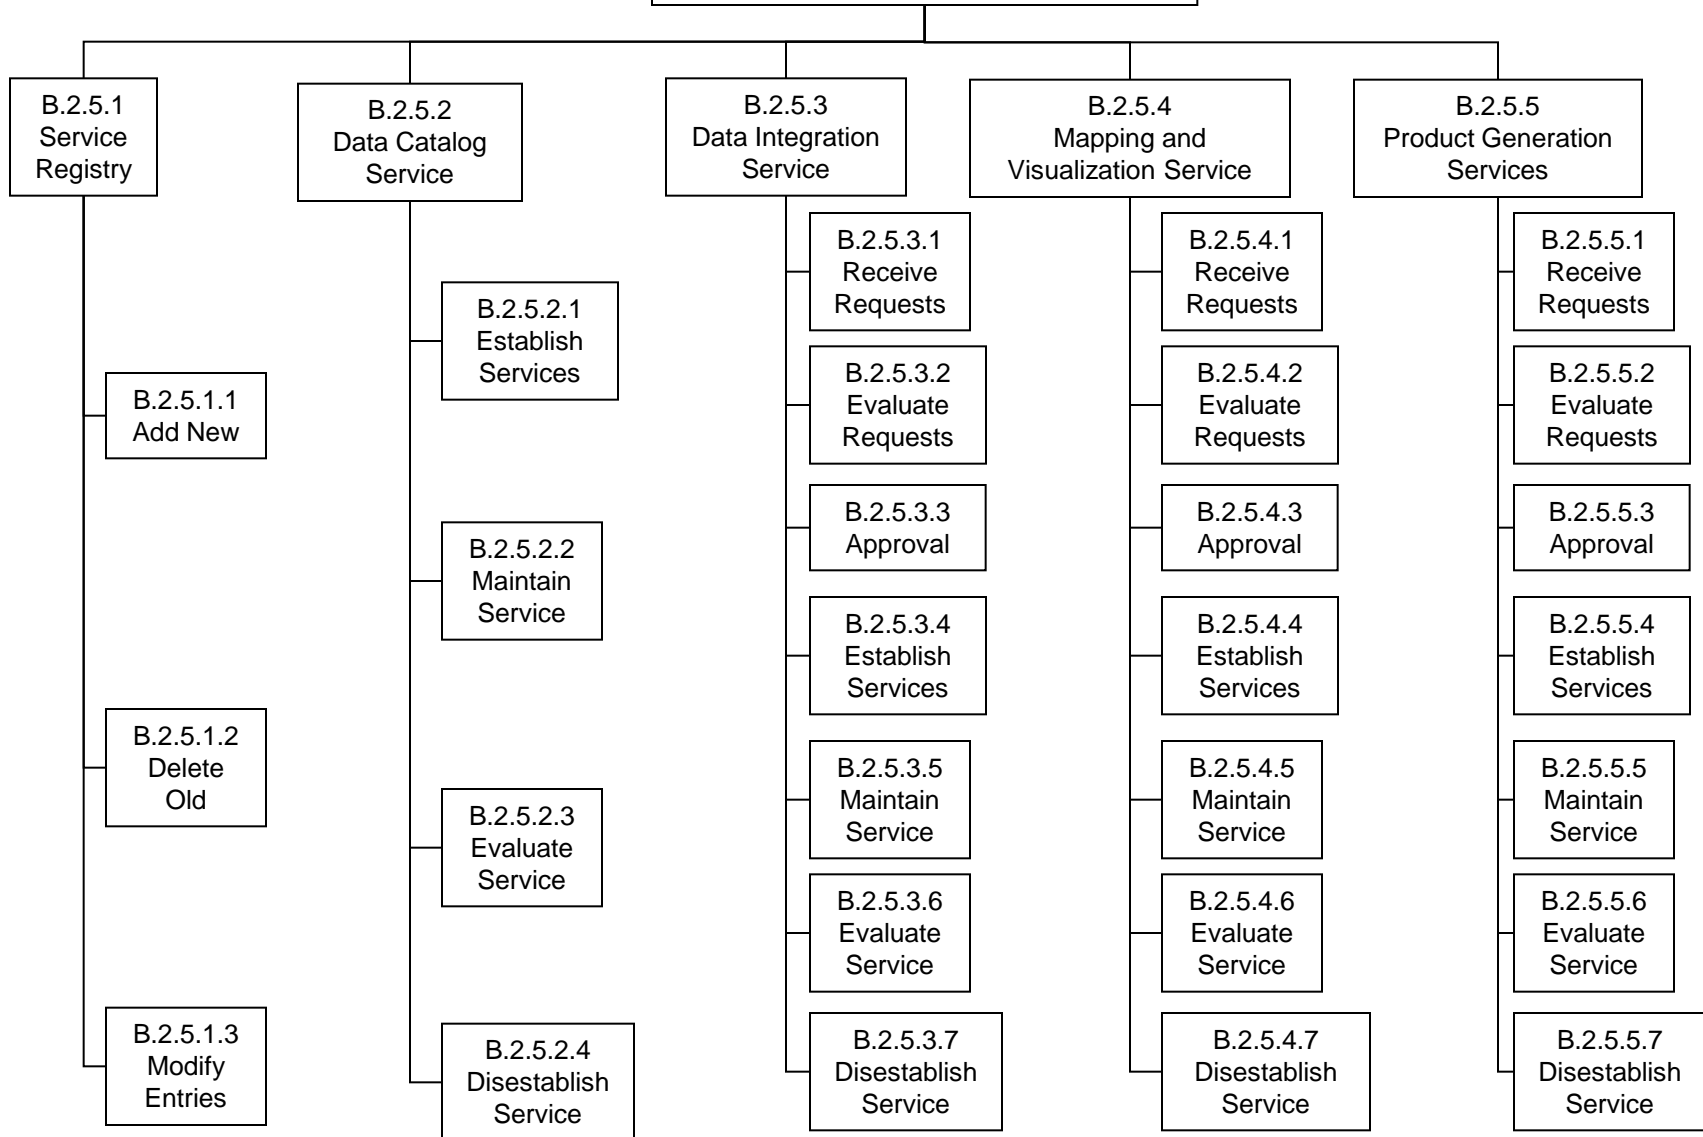 B.2.5.1
Service
Registry
B.2.5.2
Data Catalog
Service
B.2.5.3
Data Integration
Service
B.2.5.4
Mapping and
Visualization Service
B.2.5.5
Product Generation
Services
B.2.5.1.1
Add New
B.2.5.1.2
Delete
Old
B.2.5.1.3
Modify
Entries
B.2.5.2.1
Establish
Services
B.2.5.2.2
Maintain
Service
B.2.5.2.3
Evaluate
Service
B.2.5.2.4
Disestablish
Service
B.2.5.3.1
Receive
Requests
B.2.5.3.2
Evaluate
Requests
B.2.5.3.3
Approval
B.2.5.3.4
Establish
Services
B.2.5.3.5
Maintain
Service
B.2.5.3.6
Evaluate
Service
B.2.5.3.7
Disestablish
Service
B.2.5.4.1
Receive
Requests
B.2.5.4.2
Evaluate
Requests
B.2.5.4.3
Approval
B.2.5.4.4
Establish
Services
B.2.5.4.5
Maintain
Service
B.2.5.4.6
Evaluate
Service
B.2.5.4.7
Disestablish
Service
B.2.5.5.1
Receive
Requests
B.2.5.5.2
Evaluate
Requests
B.2.5.5.3
Approval
B.2.5.5.4
Establish
Services
B.2.5.5.5
Maintain
Service
B.2.5.5.6
Evaluate
Service
B.2.5.5.7
Disestablish
Service